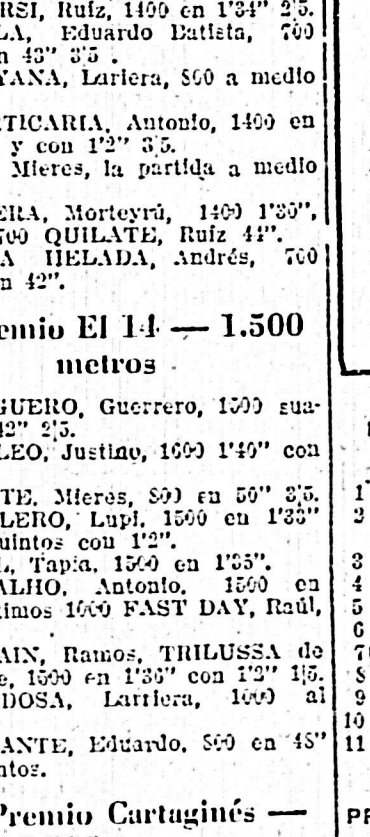 RSI, Ruíz, 1400 en 1'34" 2|5.
LA, Eduardo Batista, 700
n 43" 3'5 .
YANA, Larriera, 800 a medio
TICARIA, Antonio, 1400 en
y con 1'2" 3|5.
Mieres, la partida a medio
ERA, Morteyrú, 1400 1'30",
700 QUILATE, Ruíz 44".
A HELADA, Andrés, 700
n 42".
emio El 14 — 1.500
metros
GUERO, Guerrero, 1500 sua-
42" 2|5.
LEO, Justino, 1600 1'40" con
TE, Mieres, 800 en 50" 3|5.
LERO, Lupi, 1500 en 1'38"
uintos con 1'2".
L, Tapia, 1500 en 1'35".
ALHO, Antonio, 1500 en
timos 1000 FAST DAY, Raúl,
AIN, Ramos, TRILUSSA de
e, 1500 en 1'36" con 1'2" 1|5.
DOSA, Larriera, 1000 al
ANTE, Eduardo, 800 en 48"
ntos.
Premio Cartaginés —
1
2
3
4
5
6
7
8
9
10
11
PR